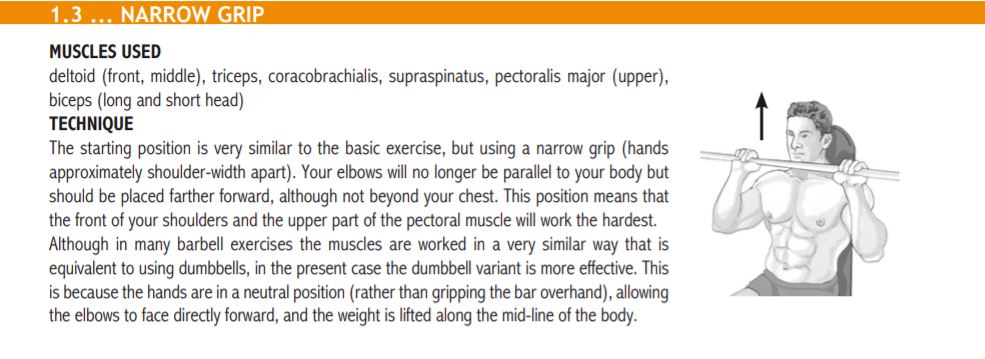 1.3 ... NARROW GRIP
MUSCLES USED
deltoid (front, middle), triceps, coracobrachialis, supraspinatus, pectoralis major (upper),
biceps (long and short head)
TECHNIQUE
The starting position is very similar to the basic exercise, but using a narrow grip (hands
approximately shoulder-width apart). Your elbows will no longer be parallel to your body but
should be placed farther forward, although not beyond your chest. This position means that
the front of your shoulders and the upper part of the pectoral muscle will work the hardest.
Although in many barbell exercises the muscles are worked in a very similar way that is
equivalent to using dumbbells, in the present case the dumbbell variant is more effective. This
is because the hands are in a neutral position (rather than gripping the bar overhand), allowing
the elbows to face directly forward, and the weight is lifted along the mid-line of the body.